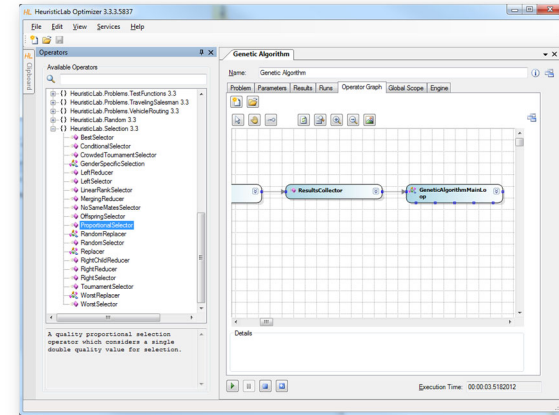 HeuristicLab Optimizer 3.3.3.5837
File Edit View Services Help
Operators
Clipboard
Available Operators
HeuristicLab.Problems.TestFunctions 3.3
HeuristicLab.Problems.TravelingSalesman 3.3
HeuristicLab.Problems.VehicleRouting 3.3
HeuristicLab.Random 3.3
HeuristicLab.Selection 3.3
BestSelector
ConditionalSelector
CrowdedTournamentSelector
GenderSpecificSelection
LeftReducer
LeftSelector
LinearRankSelector
MergingReducer
NoSameMatesSelector
OffspringSelector
ProportionalSelector
RandomReplacer
RandomSelector
Replacer
RightChildReducer
RightReducer
RightSelector
TournamentSelector
WorstReplacer
WorstSelector
A quality proportional selection
operator which considers a single
double quality value for selection.
Genetic Algorithm
Name: Genetic Algorithm
Problem Parameters Results Runs Operator Graph Global Scope Engine
ResultsCollector
GeneticAlgorithmMainLo
op
Details
Execution Time: 00:00:03.5182012